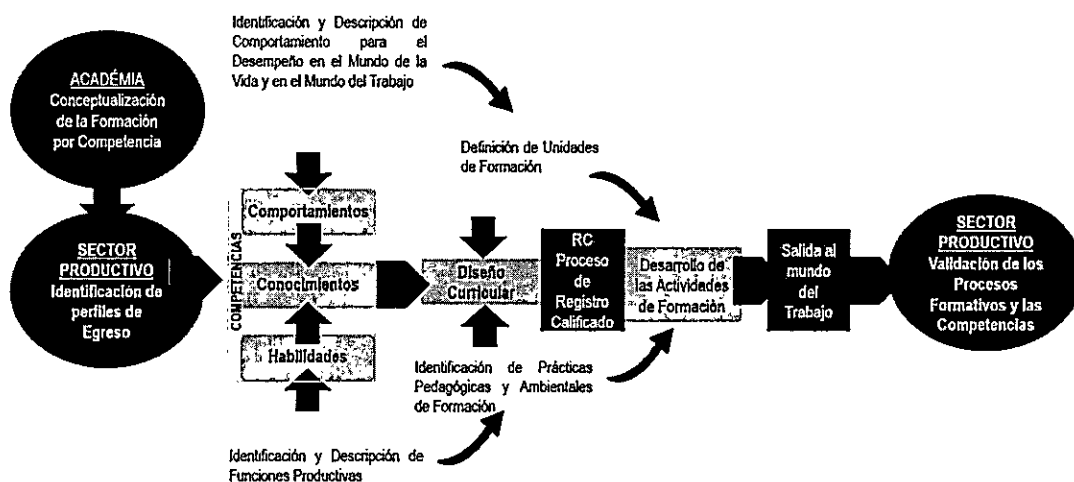 Identificación y Descripción de
Comportamiento para el
Desempeño en el Mundo de la
Vida y en el Mundo del Trabajo
ACADÉMIA
Conceptualización
de la Formación
por Competencia
Definición de Unidades
de Formación
SECTOR
PRODUCTIVO
Identificación de
perfiles de
Egreso
COMPETENCIAS
Comportamientos
Conocimientos
Habilidades
Diseño
Curricular
RC
Proceso
de
Registro
Calificado
Desarrollo de
las Actividades
de Formación
Salida al
mundo
del
Trabajo
SECTOR
PRODUCTIVO
Validación de los
Procesos
Formativos y las
Competencias
Identificación de Prácticas
Pedagógicas y Ambientales
de Formación
Identificación y Descripción de
Funciones Productivas